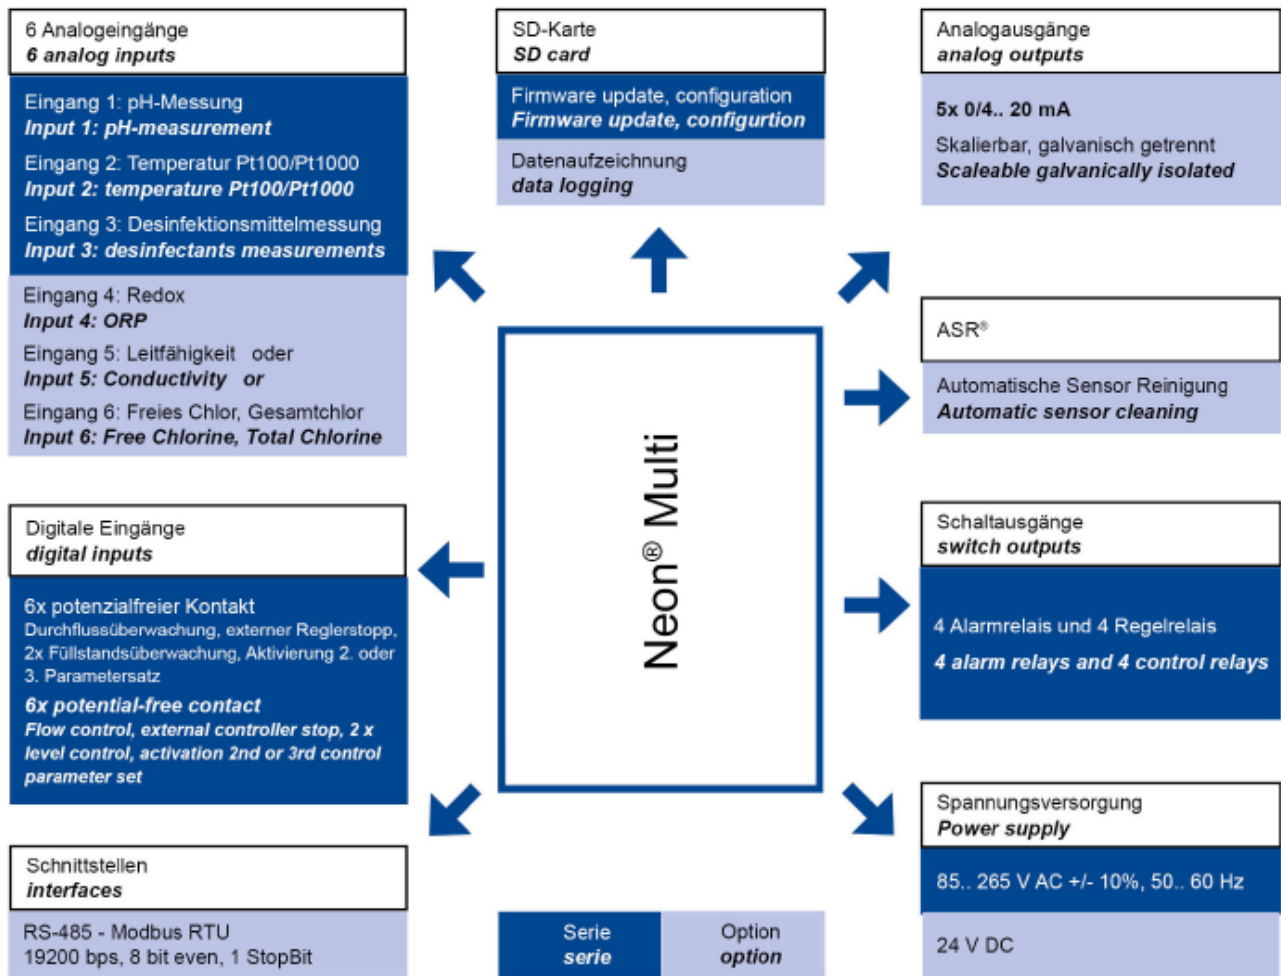 6 Analogeingänge
6 analog inputs
Eingang 1: pH-Messung
Input 1: pH-measurement
Eingang 2: Temperatur Pt100/Pt1000
Input 2: temperature Pt100/Pt1000
Eingang 3: Desinfektionsmittelmessung
Input 3: desinfectants measurements
Eingang 4: Redox
Input 4: ORP
Eingang 5: Leitfähigkeit oder
Input 5: Conductivity or
Eingang 6: Freies Chlor, Gesamtchlor
Input 6: Free Chlorine, Total Chlorine
SD-Karte
SD card
Firmware update, configuration
Firmware update, configurtion
Datenaufzeichnung
data logging
Analogausgänge
analog outputs
5x 0/4.. 20 mA
Skalierbar, galvanisch getrennt
Scaleable galvanically isolated
ASR®
Automatische Sensor Reinigung
Automatic sensor cleaning
Neon® Multi
Digitale Eingänge
digital inputs
6x potenzialfreier Kontakt
Durchflussüberwachung, externer Reglerstopp,
2x Füllstandsüberwachung, Aktivierung 2. oder
3. Parametersatz
6x potential-free contact
Flow control, external controller stop, 2 x
level control, activation 2nd or 3rd control
parameter set
Schaltausgänge
switch outputs
4 Alarmrelais und 4 Regelrelais
4 alarm relays and 4 control relays
Schnittstellen
interfaces
RS-485 - Modbus RTU
19200 bps, 8 bit even, 1 StopBit
Serie
serie
Option
option
Spannungsversorgung
Power supply
85.. 265 V AC +/- 10%, 50.. 60 Hz
24 V DC